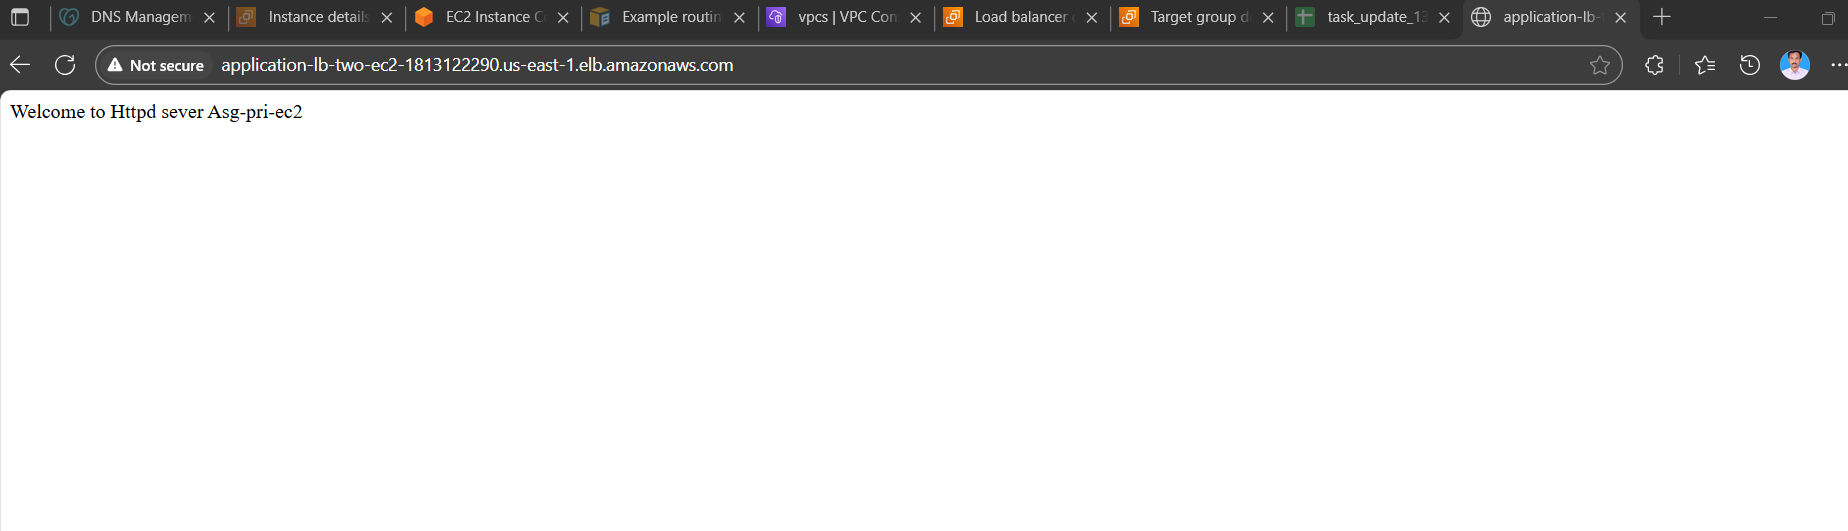 DNS Managem
Instance details
EC2 Instance C
Example routin
vpcs | VPC Con
Load balancer
Target group d
task_update_13
application-lb-
Not secure
application-lb-two-ec2-1813122290.us-east-1.elb.amazonaws.com
Welcome to Httpd sever Asg-pri-ec2